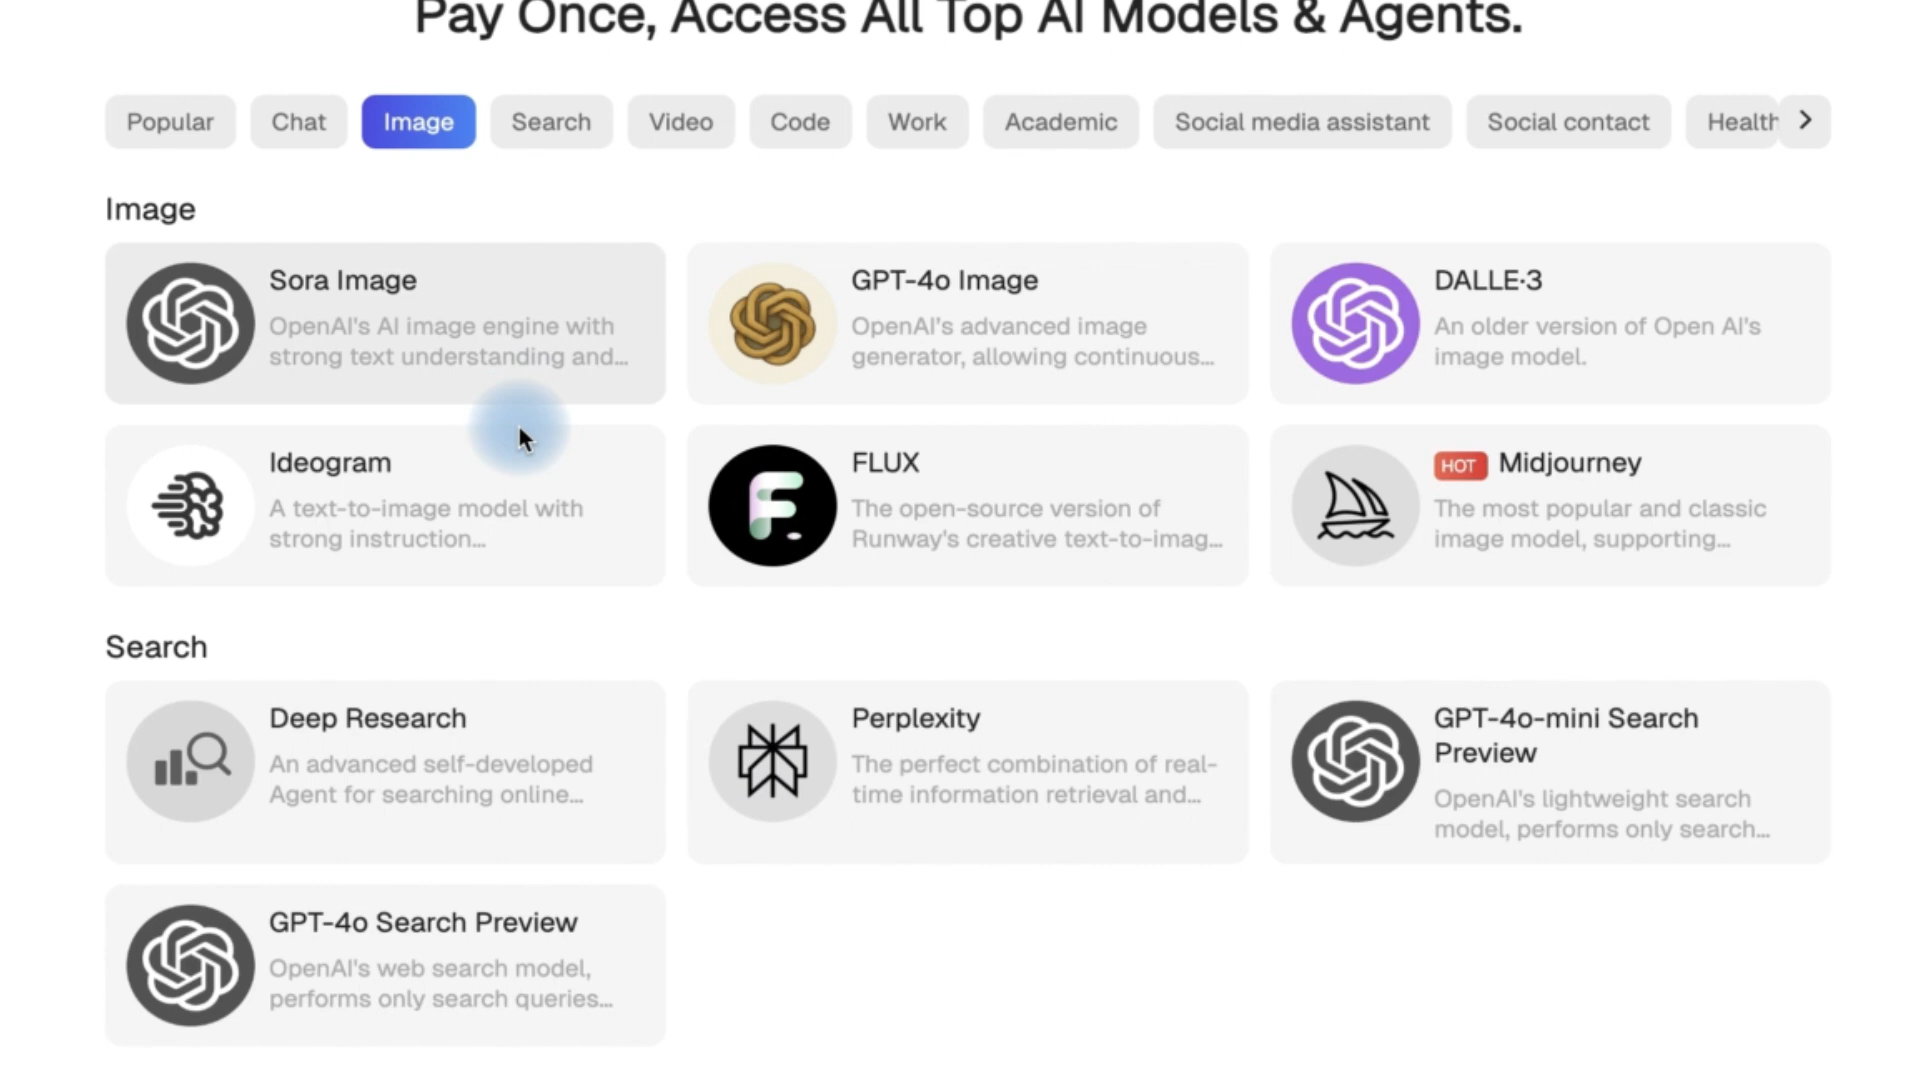 Pay Once, Access All Top AI Models & Agents.
Popular
Chat
Image
Search
Video
Code
Work
Academic
Social media assistant
Social contact
Health
Image
Sora Image
OpenAI's AI image engine with
strong text understanding and...
GPT-4o Image
OpenAI's advanced image
generator, allowing continuous...
DALLE·3
An older version of Open AI's
image model.
Ideogram
A text-to-image model with
strong instruction...
FLUX
The open-source version of
Runway's creative text-to-imag...
HOT Midjourney
The most popular and classic
image model, supporting...
Search
Deep Research
An advanced self-developed
Agent for searching online...
Perplexity
The perfect combination of real-
time information retrieval and...
GPT-4o-mini Search
Preview
OpenAI's lightweight search
model, performs only search...
GPT-4o Search Preview
OpenAI's web search model,
performs only search queries...